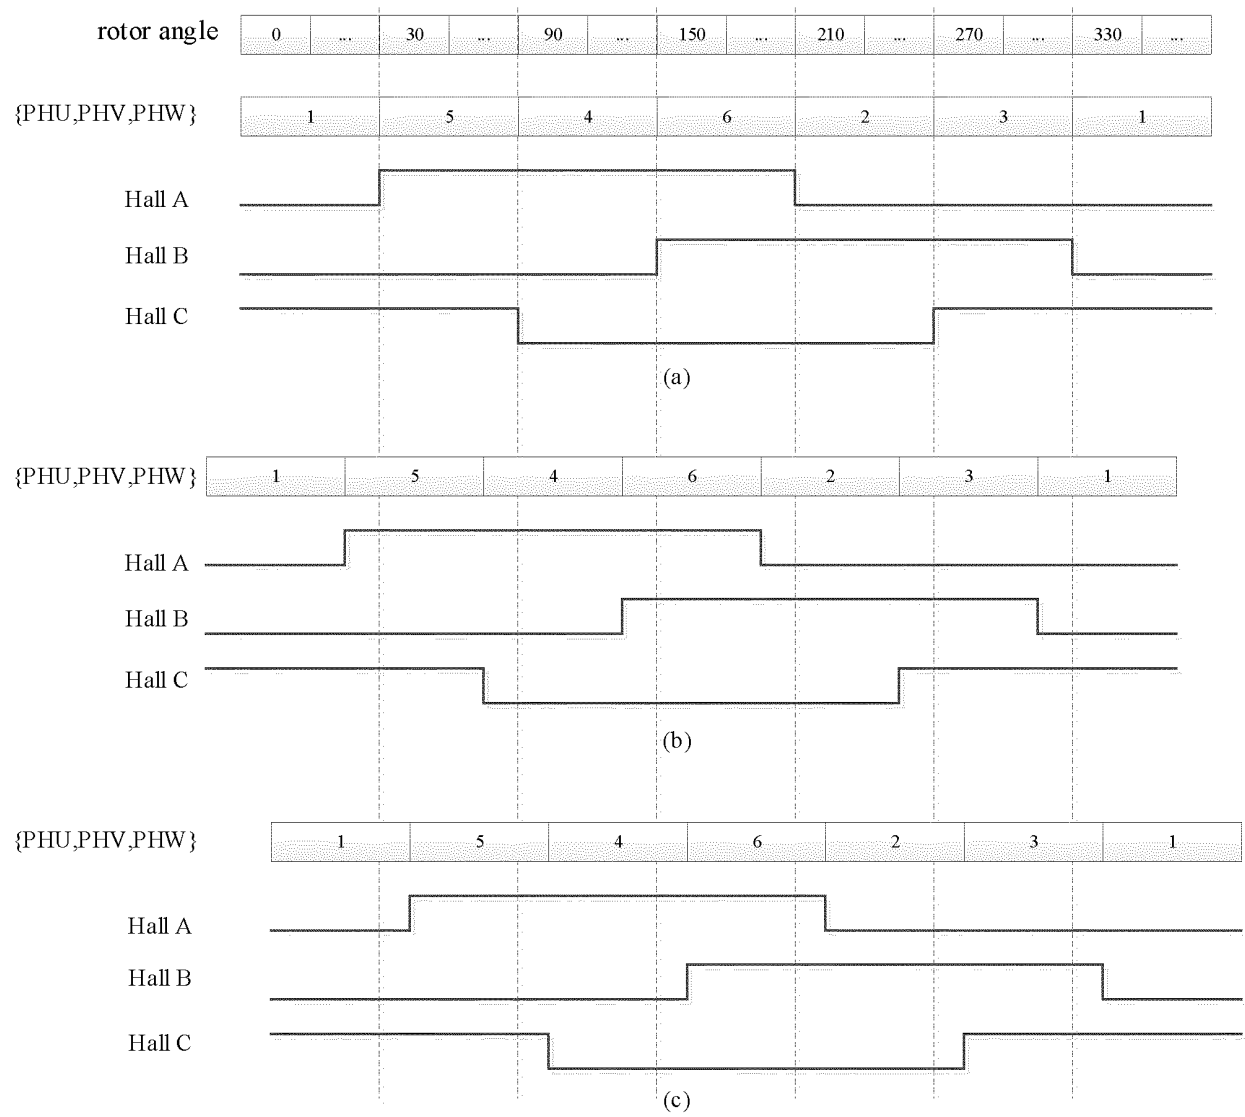 rotor angle 0 ... 30 ... 90 ... 150 ... 210 ... 270 ... 330 ...
{PHU,PHV,PHW} 1 5 4 6 2 3 1
Hall A
Hall B
Hall C
(a)
{PHU,PHV,PHW} 1 5 4 6 2 3 1
Hall A
Hall B
Hall C
(b)
{PHU,PHV,PHW} 1 5 4 6 2 3 1
Hall A
Hall B
Hall C
(c)